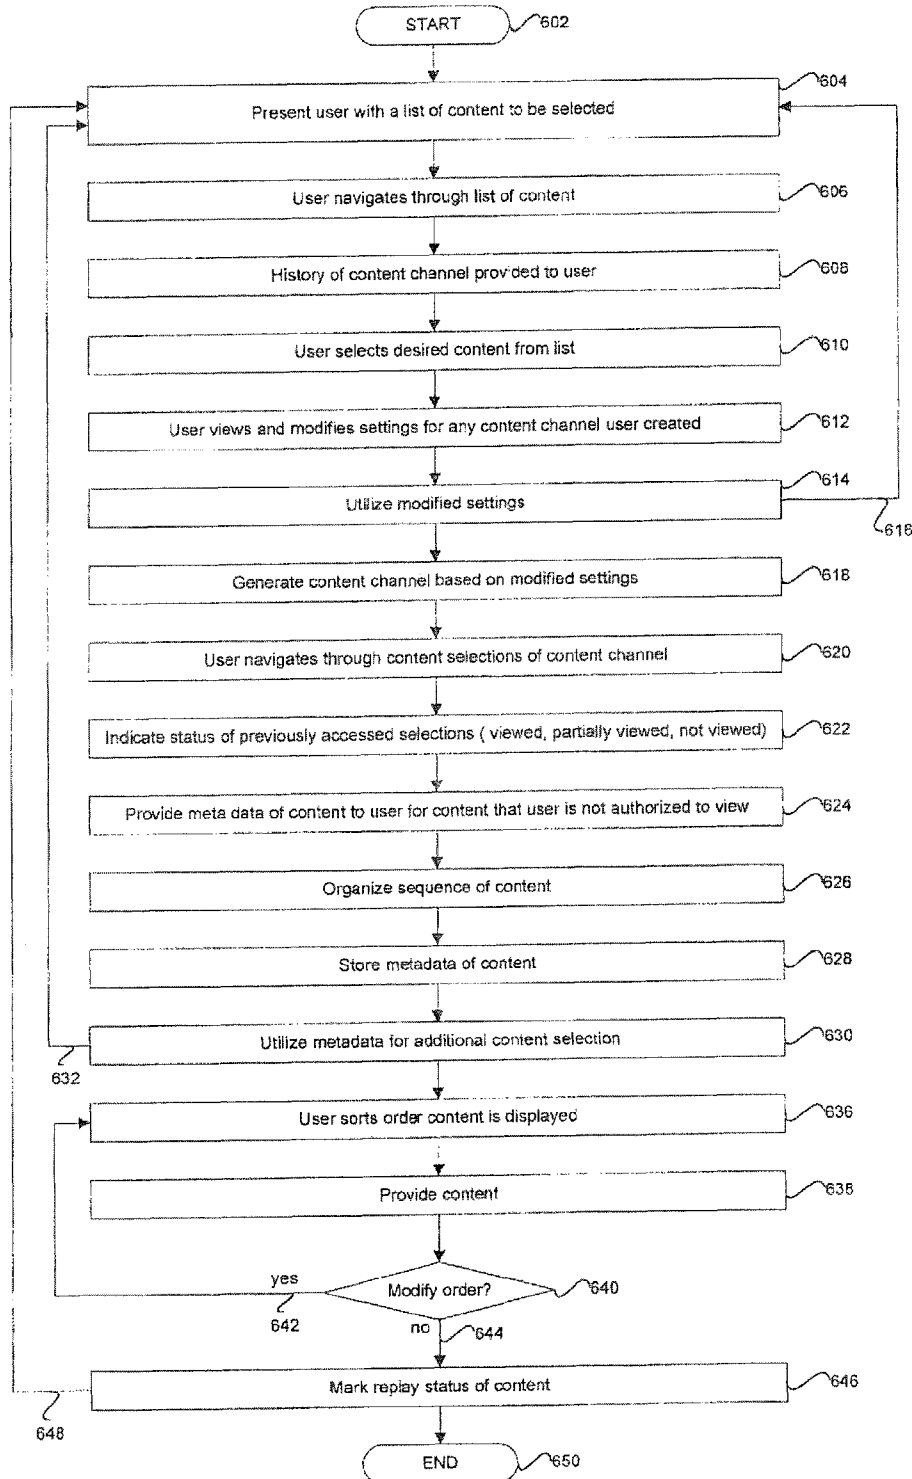 START
602
604
Present user with a list of content to be selected
User navigates through list of content
606
History of content channel provided to user
608
User selects desired content from list
610
User views and modifies settings for any content channel user created
612
614
Utilize modified settings
616
Generate content channel based on modified settings
618
User navigates through content selections of content channel
620
Indicate status of previously accessed selections ( viewed, partially viewed, not viewed)
622
Provide meta data of content to user for content that user is not authorized to view
624
Organize sequence of content
626
Store metadata of content
628
Utilize metadata for additional content selection
630
632
User sorts order content is displayed
636
Provide content
638
yes
Modify order?
640
642
no
644
Mark replay status of content
646
648
END
650